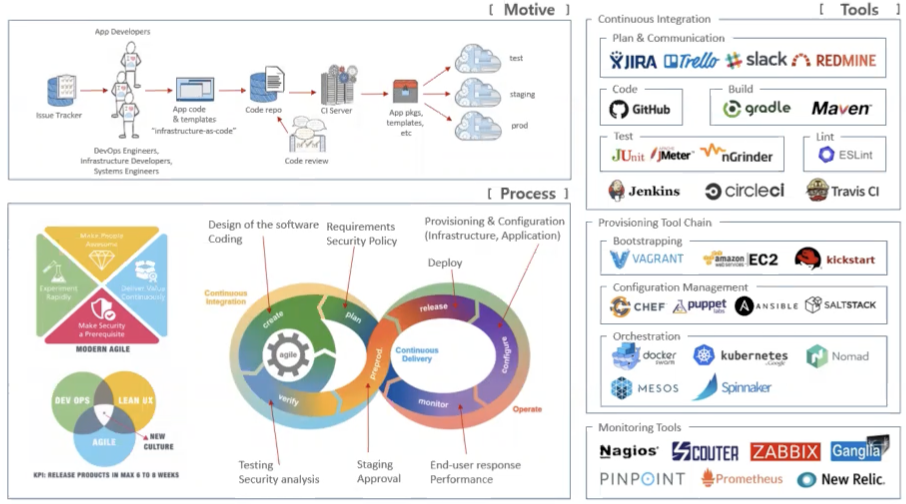 [ Motive ]
App Developers
Issue Tracker
DevOps Engineers,
Infrastructure Developers,
Systems Engineers
App code
& templates
"infrastructure-as-code"
Code repo
Code review
CI Server
App pkgs,
templates,
etc
test
staging
prod
[ Process ]
Make People
Awesome
Experiment
Rapidly
Deliver Value
Continuously
Make Security
a Prerequisite
MODERN AGILE
DEV OPS
LEAN UX
AGILE
NEW
CULTURE
KPI: RELEASE PRODUCTS IN MAX 6 TO 8 WEEKS
Design of the software
Coding
Requirements
Security Policy
Provisioning & Configuration
(Infrastructure, Application)
Deploy
Continuous
Integration
create
plan
agile
verify
preprod.
Continuous
Delivery
release
configure
monitor
Operate
Testing
Security analysis
Staging
Approval
End-user response
Performance
[ Tools ]
Continuous Integration
Plan & Communication
JIRA
Trello
slack
REDMINE
Code
GitHub
Build
gradle
Maven
Test
JUnit
APACHE
JMeter
nGrinder
Lint
ESLint
Jenkins
circleci
Travis CI
Provisioning Tool Chain
Bootstrapping
VAGRANT
amazon
web services
EC2
kickstart
Configuration Management
CHEF
puppet
labs
ANSIBLE
SALTSTACK
Orchestration
docker
swarm
kubernetes
by Google
Nomad
MESOS
Spinnaker
Monitoring Tools
Nagios®
SCOUTER
ZABBIX
Ganglia
PINPOINT
Prometheus
New Relic.